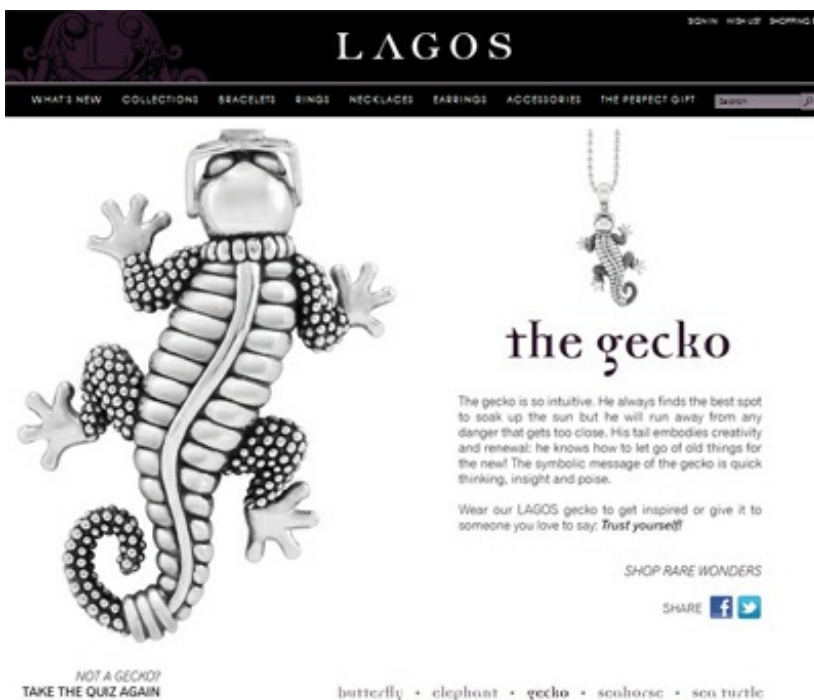 SIGN IN WISH LIST SHOPPING
LAGOS
WHAT'S NEW COLLECTIONS BRACELETS RINGS NECKLACES EARRINGS ACCESSORIES THE PERFECT GIFT Search
the gecko
The gecko is so intuitive. He always finds the best spot
to soak up the sun but he will run away from any
danger that gets too close. His tail embodies creativity
and renewal: he knows how to let go of old things for
the new! The symbolic message of the gecko is quick
thinking, insight and poise.
Wear our LAGOS gecko to get inspired or give it to
someone you love to say: Trust yourself!
SHOP RARE WONDERS
SHARE
NOT A GECKO?
TAKE THE QUIZ AGAIN
butterfly • elephant • gecko • seahorse • sea turtle